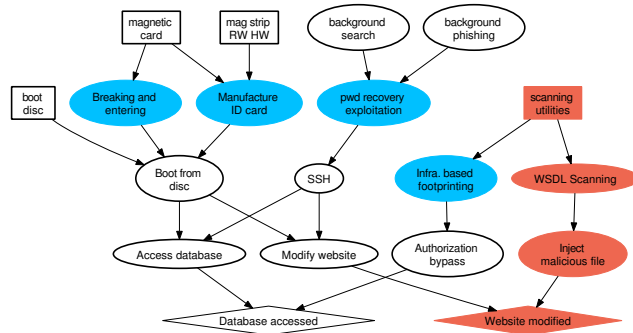 magnetic
card
mag strip
RW HW
background
search
background
phishing
boot
disc
Breaking and
entering
Manufacture
ID card
pwd recovery
exploitation
scanning
utilities
Boot from
disc
SSH
Infra. based
footprinting
WSDL Scanning
Access database
Modify website
Authorization
bypass
Inject
malicious file
Database accessed
Website modified